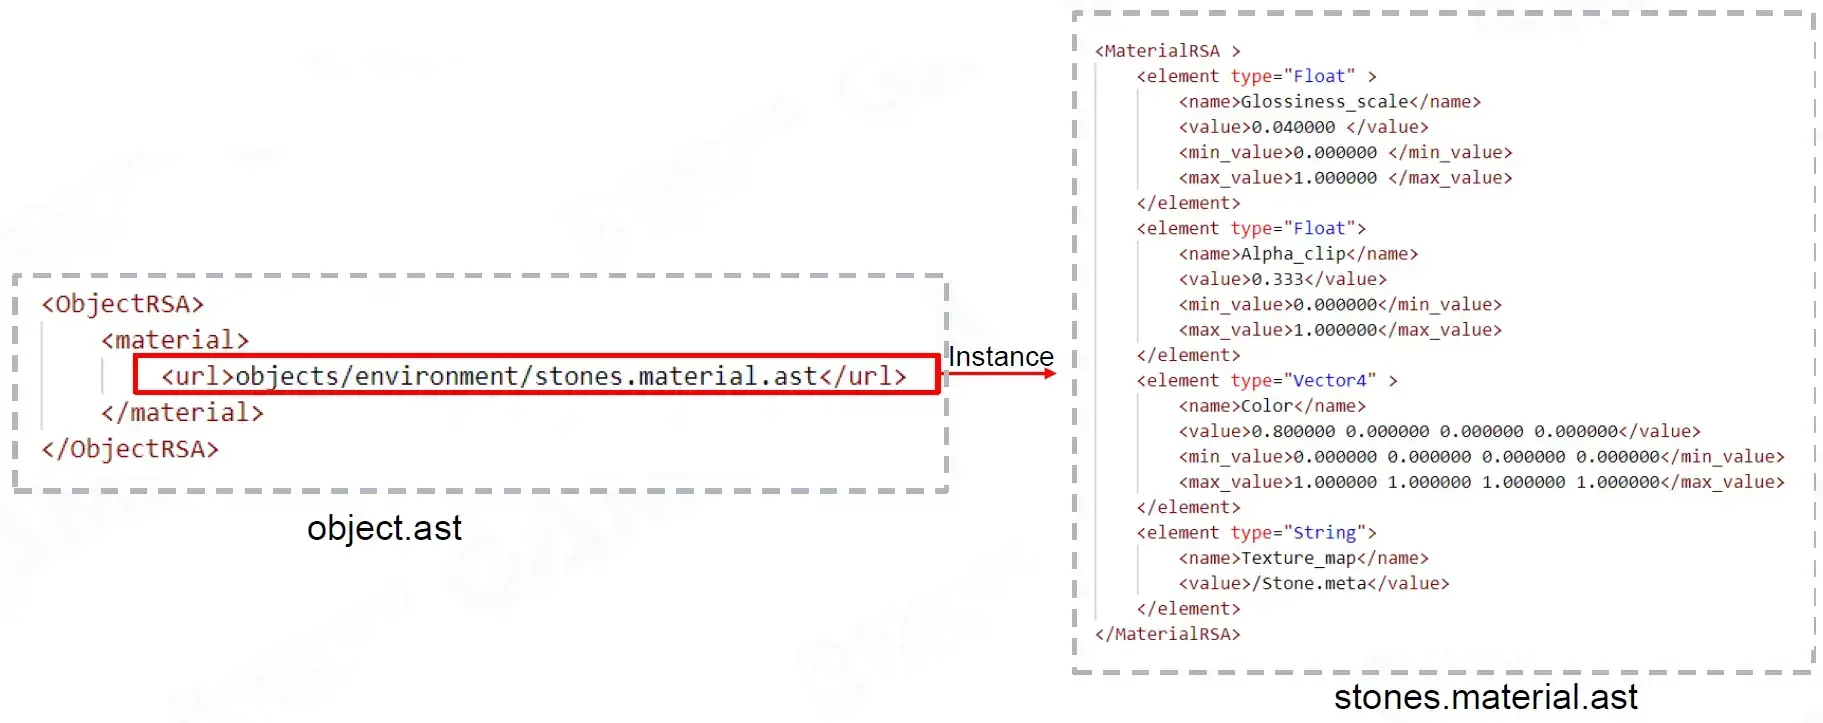 <ObjectRSA>
<material>
<url>objects/environment/stones.material.ast</url>
</material>
</ObjectRSA>
object.ast
Instance
<MaterialRSA >
<element type="Float" >
<name>Glossiness_scale</name>
<value>0.040000 </value>
<min_value>0.000000 </min_value>
<max_value>1.000000 </max_value>
</element>
<element type="Float">
<name>Alpha_clip</name>
<value>0.333</value>
<min_value>0.000000</min_value>
<max_value>1.000000</max_value>
</element>
<element type="Vector4" >
<name>Color</name>
<value>0.800000 0.000000 0.000000 0.000000</value>
<min_value>0.000000 0.000000 0.000000 0.000000</min_value>
<max_value>1.000000 1.000000 1.000000 1.000000</max_value>
</element>
<element type="String">
<name>Texture_map</name>
<value>/Stone.meta</value>
</element>
</MaterialRSA>
stones.material.ast